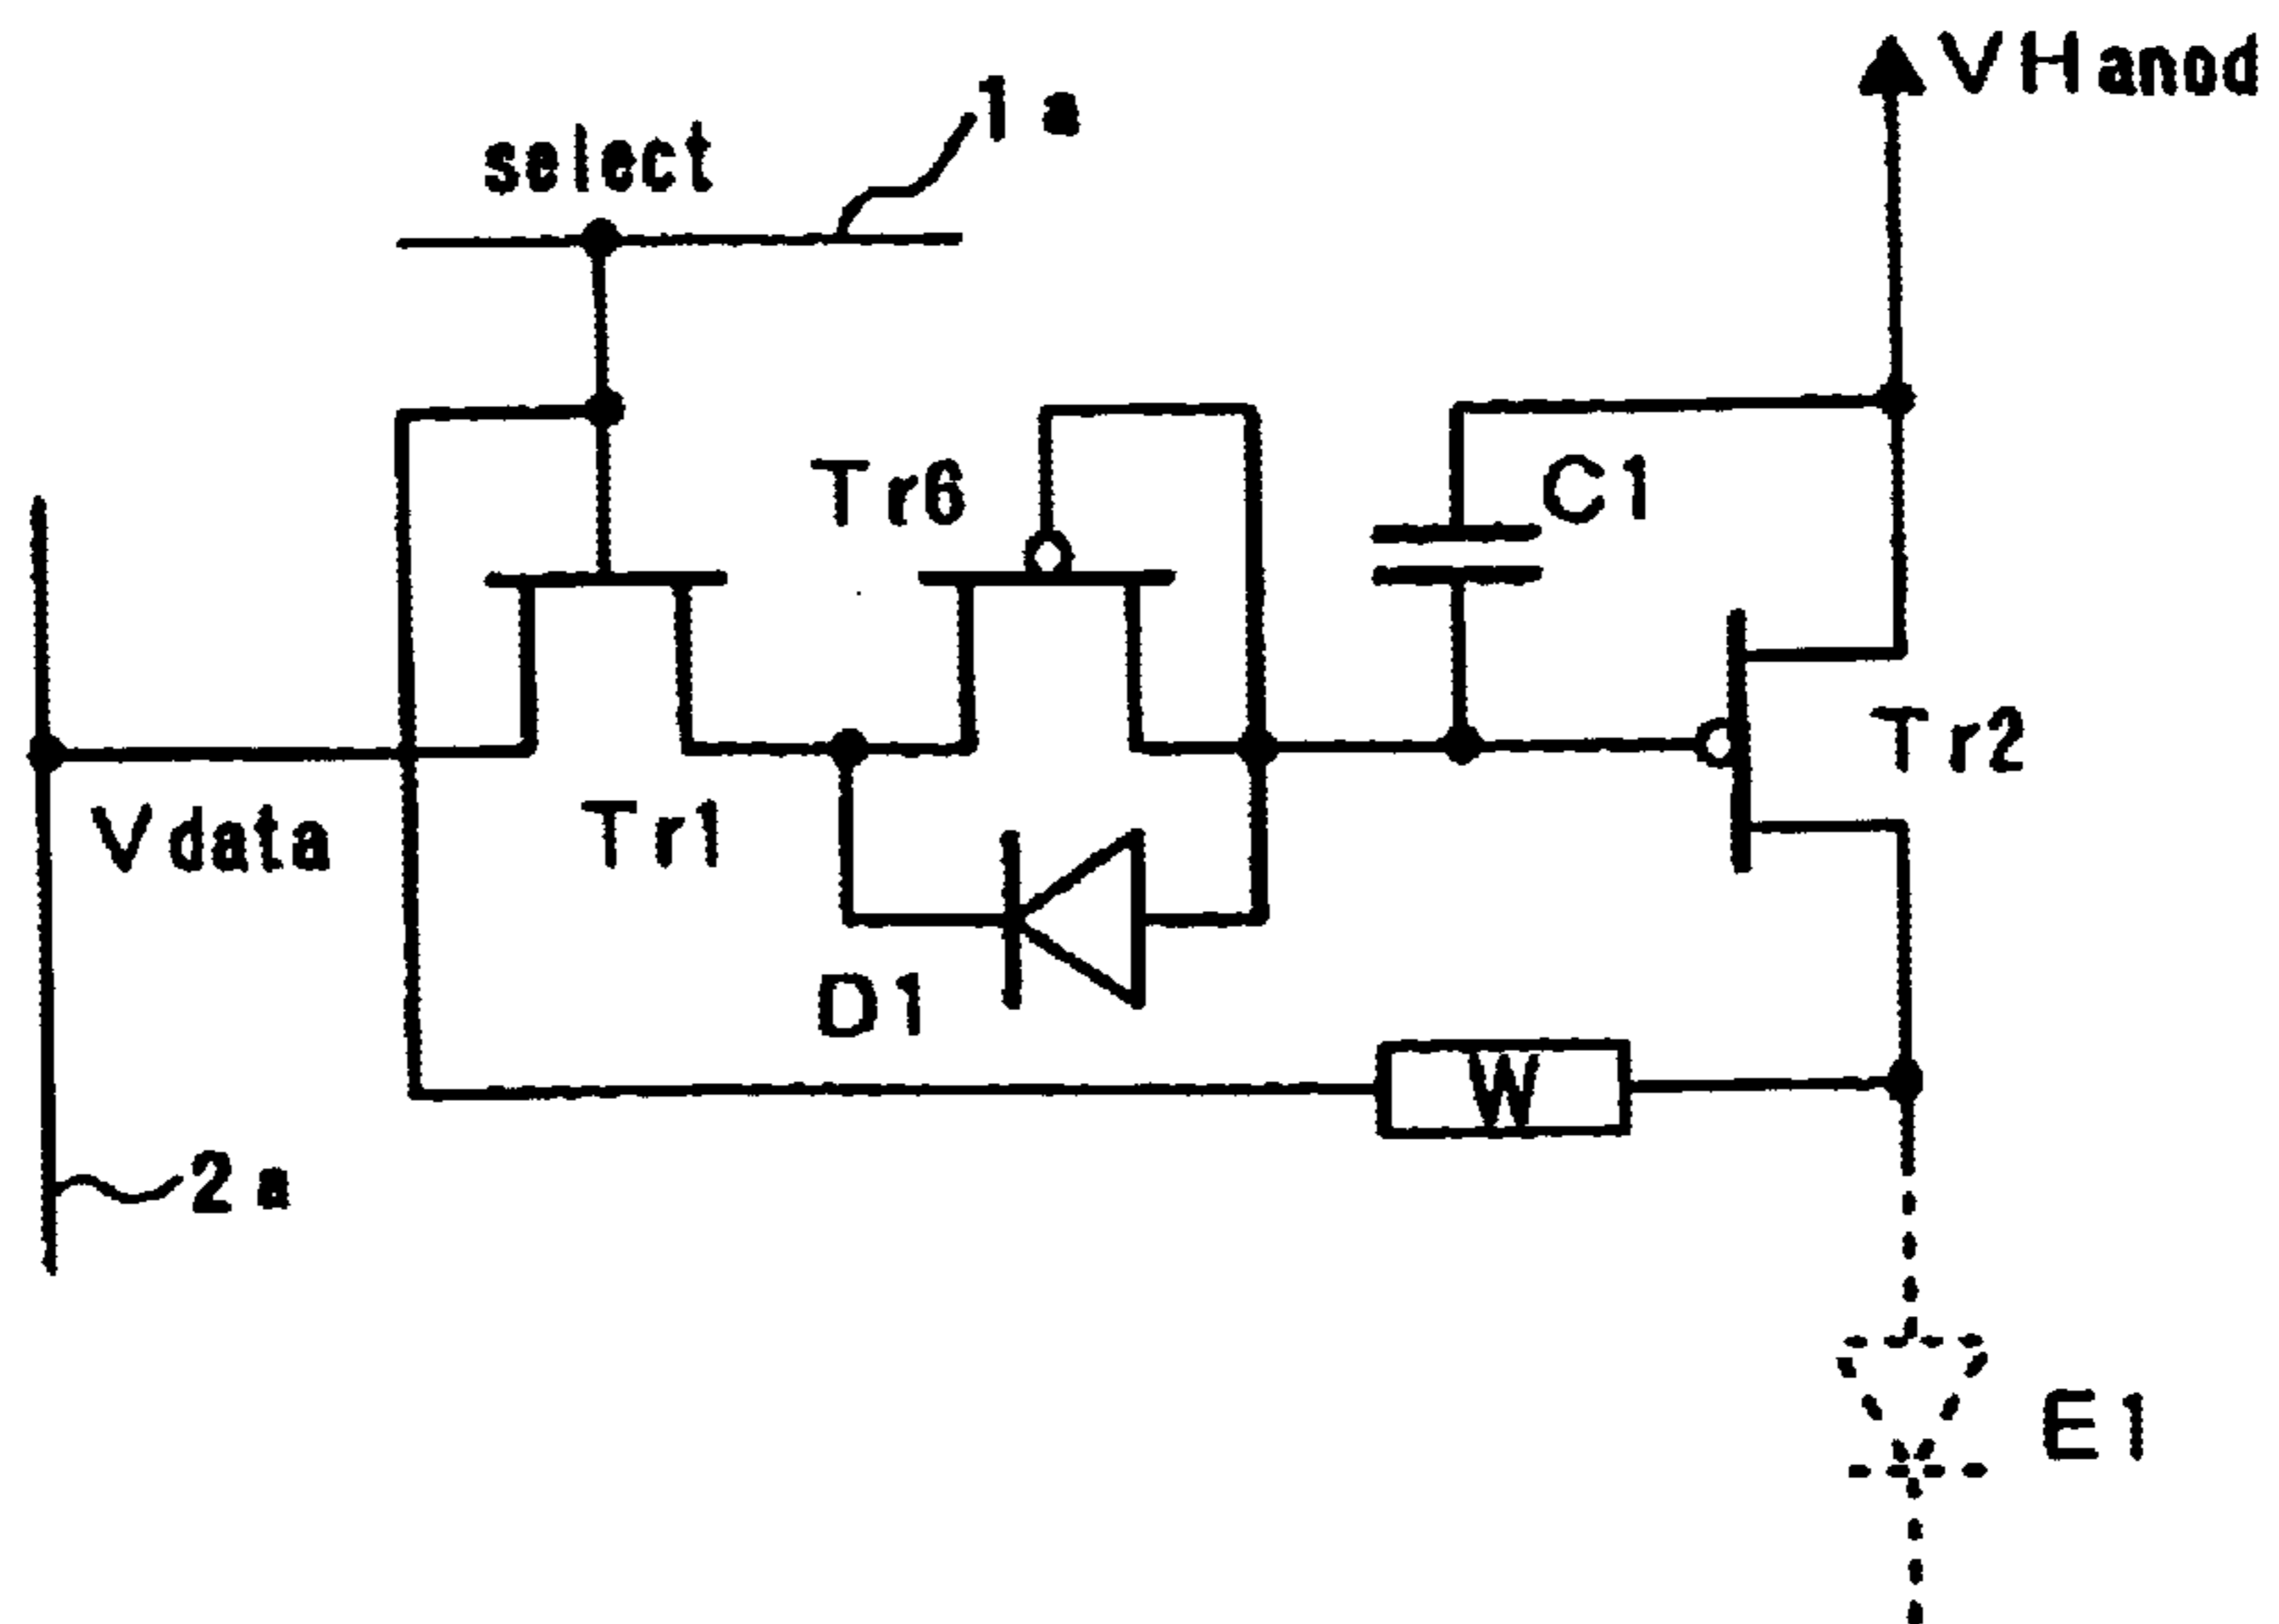 VHanod
1a
select
Tr6
C1
Tr2
Vdata
Tr1
D1
W
2a
E1